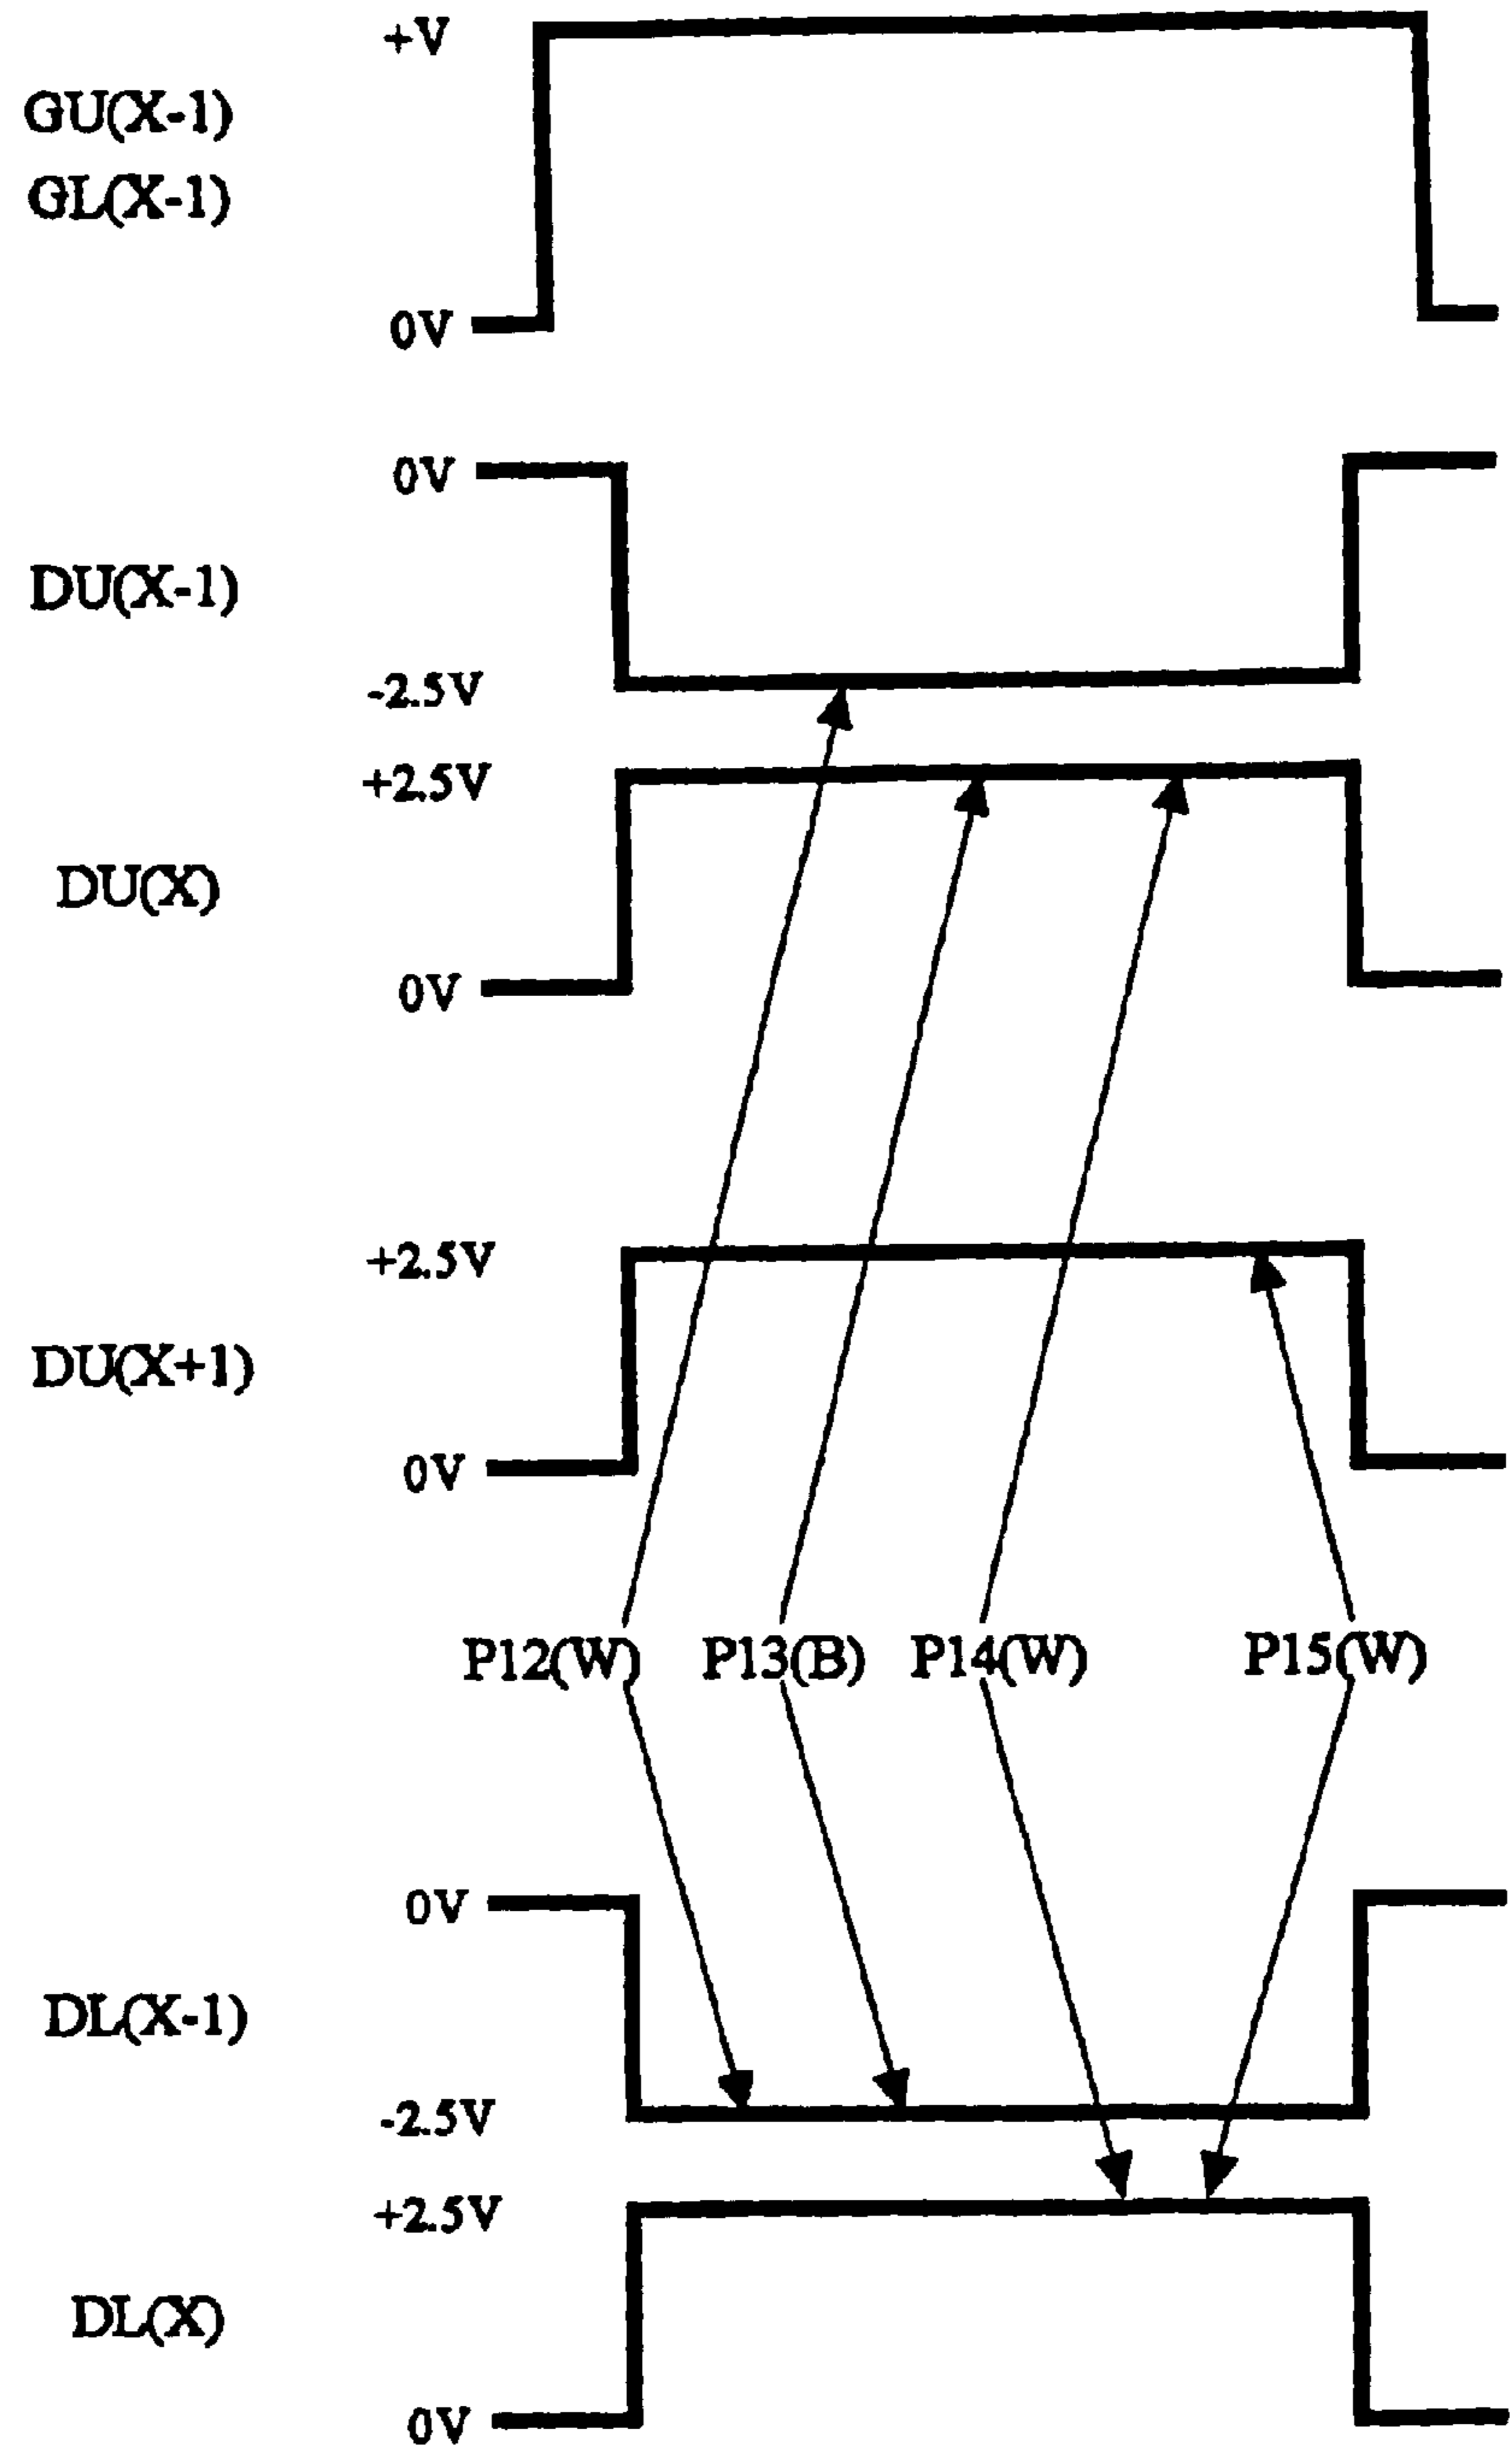 +V
GU(X-1)
GL(X-1)
0V
0V
DU(X-1)
-2.5V
+2.5V
DU(X)
0V
+2.5V
DU(X+1)
0V
P12(W) P13(B) P14(W) P15(W)
0V
DL(X-1)
-2.5V
+2.5V
DL(X)
0V